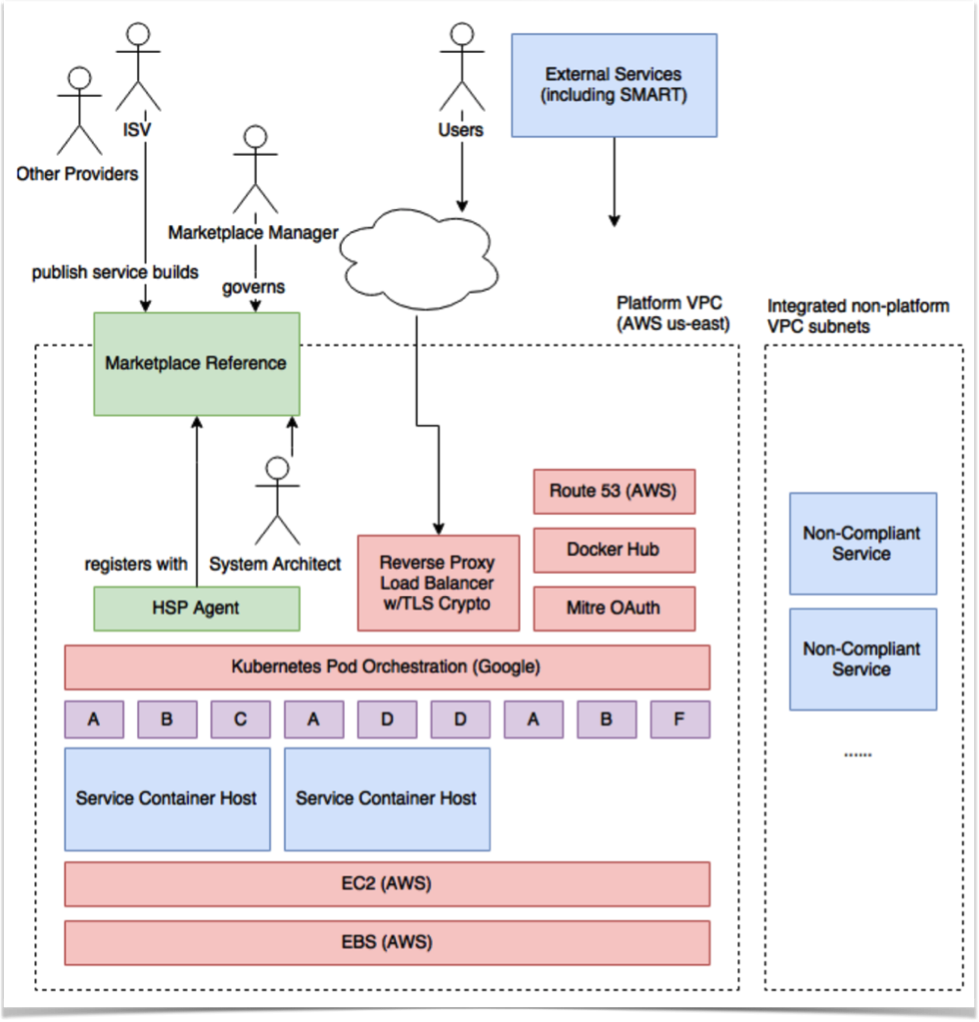 External Services
(including SMART)
ISV
Users
Other Providers
Marketplace Manager
publish service builds
governs
Platform VPC
(AWS us-east)
Integrated non-platform
VPC subnets
Marketplace Reference
Route 53 (AWS)
Docker Hub
Mitre OAuth
Reverse Proxy
Load Balancer
w/TLS Crypto
registers with
System Architect
HSP Agent
Non-Compliant
Service
Non-Compliant
Service
......
Kubernetes Pod Orchestration (Google)
A B C A D D A B F
Service Container Host
Service Container Host
EC2 (AWS)
EBS (AWS)